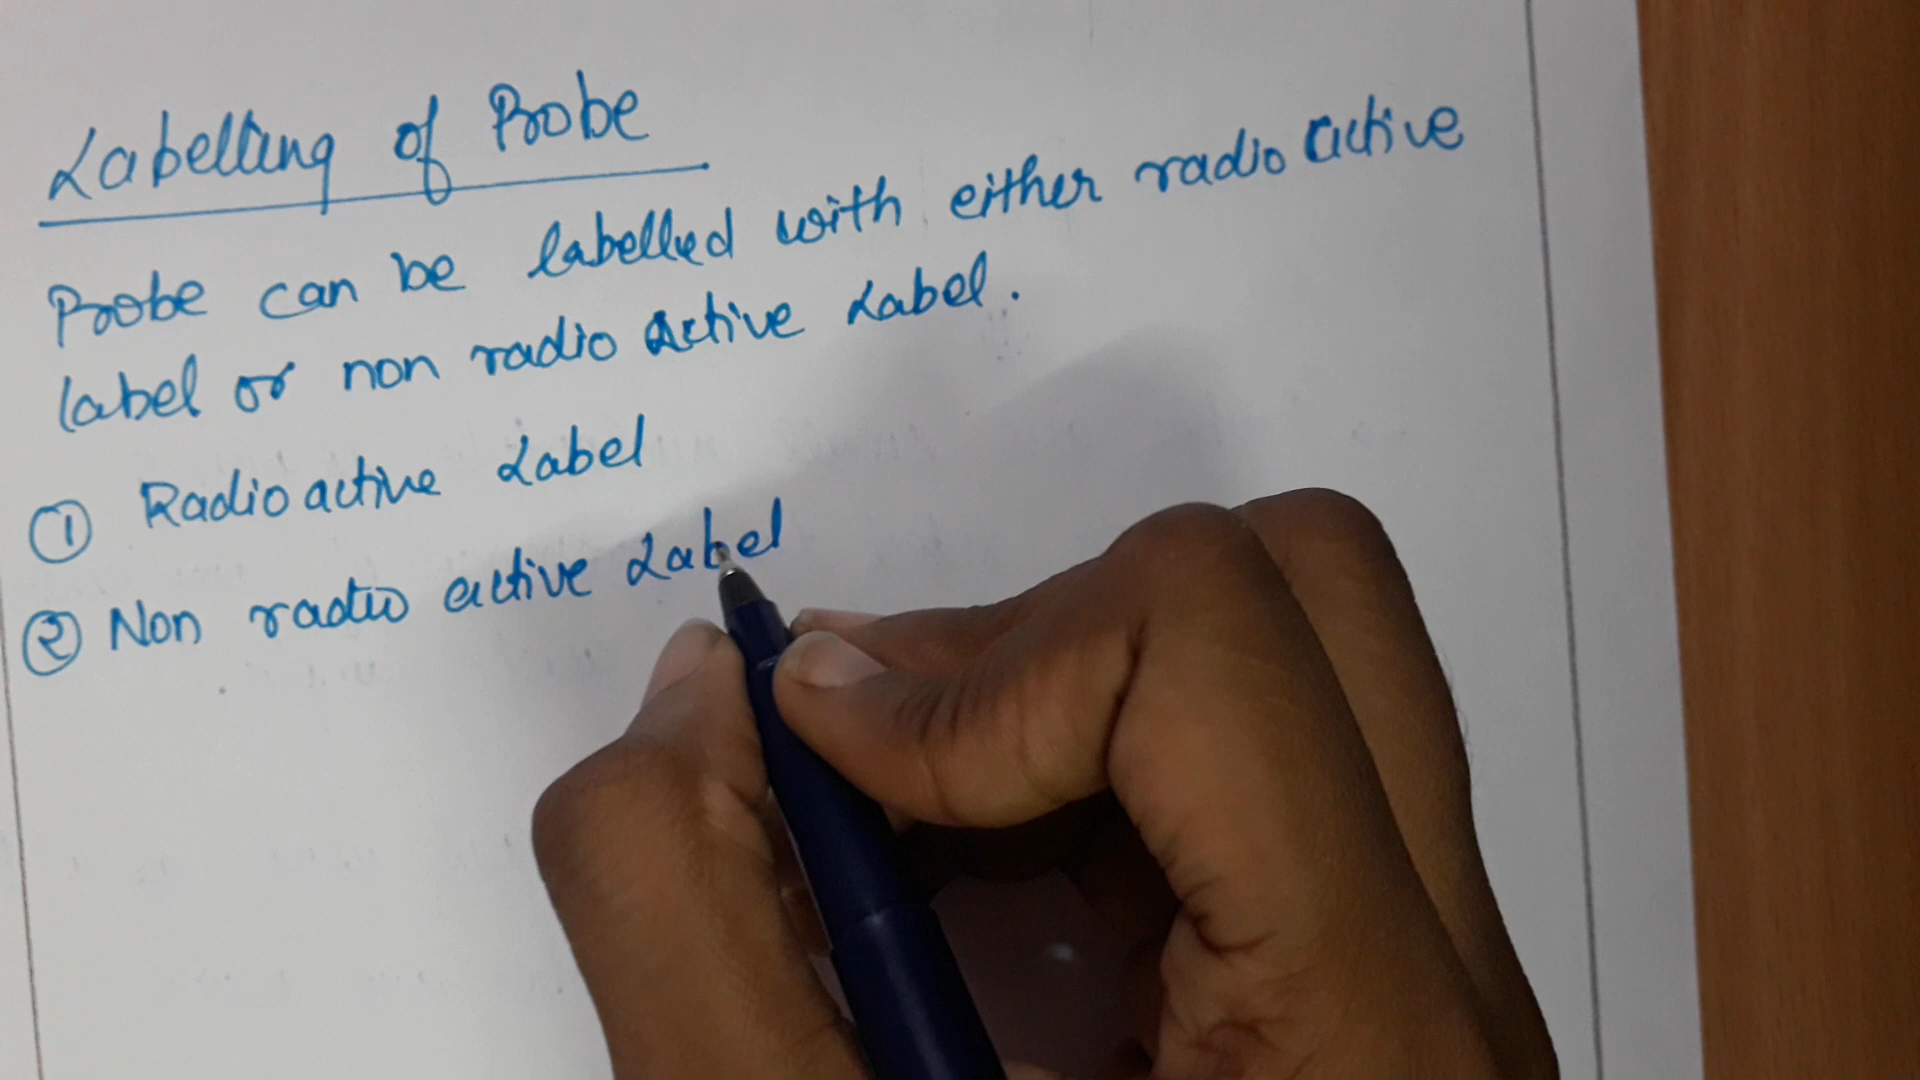 Labelling of Probe
Probe can be labelled with either radio active
label or non radio active Label.
① Radio active Label
② Non radio active Label